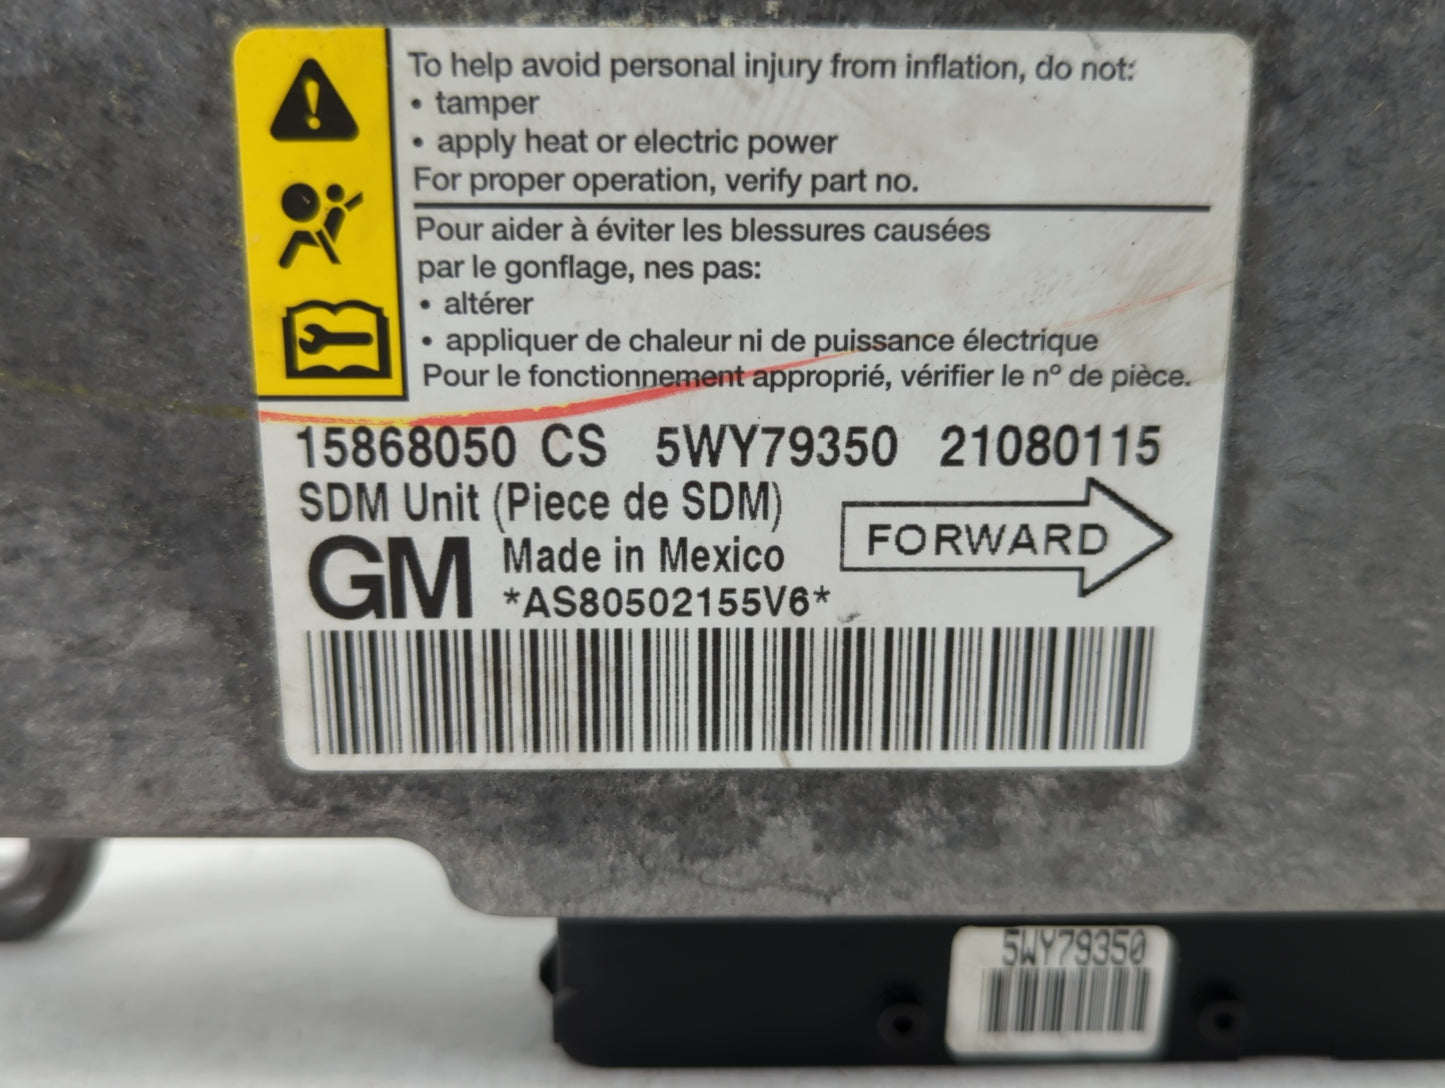 To help avoid personal injury from inflation, do not:
• tamper
• apply heat or electric power
For proper operation, verify part no.
Pour aider à éviter les blessures causées
par le gonflage, nes pas:
• altérer
• appliquer de chaleur ni de puissance électrique
Pour le fonctionnement approprié, vérifier le nº de pièce.
15868050 CS 5WY79350 21080115
SDM Unit (Piece de SDM)
FORWARD
GM Made in Mexico
*AS80502155V6*
5WY79350